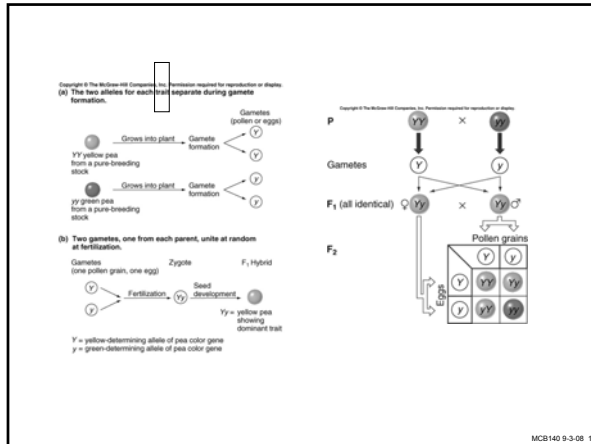 Copyright © The McGraw-Hill Companies, Inc. Permission required for reproduction or display.
(a) The two alleles for each trait separate during gamete
formation.
Gametes
(pollen or eggs)
Grows into plant
Gamete
formation
Y
Y
YY yellow pea
from a pure-breeding
stock
Grows into plant
Gamete
formation
y
y
yy green pea
from a pure-breeding
stock
(b) Two gametes, one from each parent, unite at random
at fertilization.
Gametes
(one pollen grain, one egg)
Zygote
F1 Hybrid
Y
y
Fertilization
Yy
Seed
development
Yy = yellow pea
showing
dominant trait
Y = yellow-determining allele of pea color gene
y = green-determining allele of pea color gene
Copyright © The McGraw-Hill Companies, Inc. Permission required for reproduction or display.
P YY × yy
Gametes Y y
F1 (all identical) ♀ Yy × Yy ♂
F2
Pollen grains
Y y
Eggs
Y YY Yy
y yY yy
MCB140 9-3-08 1